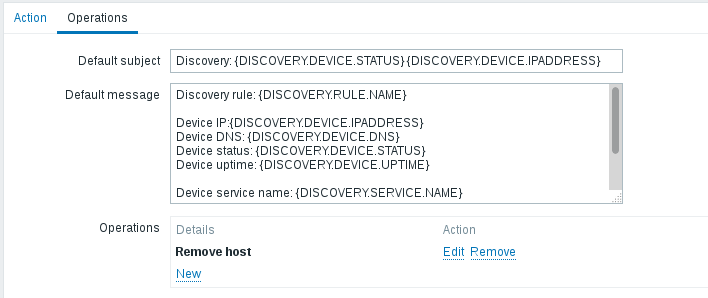 Action Operations
Default subject Discovery: {DISCOVERY.DEVICE.STATUS} {DISCOVERY.DEVICE.IPADDRESS}
Default message Discovery rule: {DISCOVERY.RULE.NAME}
Device IP:{DISCOVERY.DEVICE.IPADDRESS}
Device DNS: {DISCOVERY.DEVICE.DNS}
Device status: {DISCOVERY.DEVICE.STATUS}
Device uptime: {DISCOVERY.DEVICE.UPTIME}
Device service name: {DISCOVERY.SERVICE.NAME}
Operations Details Action
Remove host Edit Remove
New